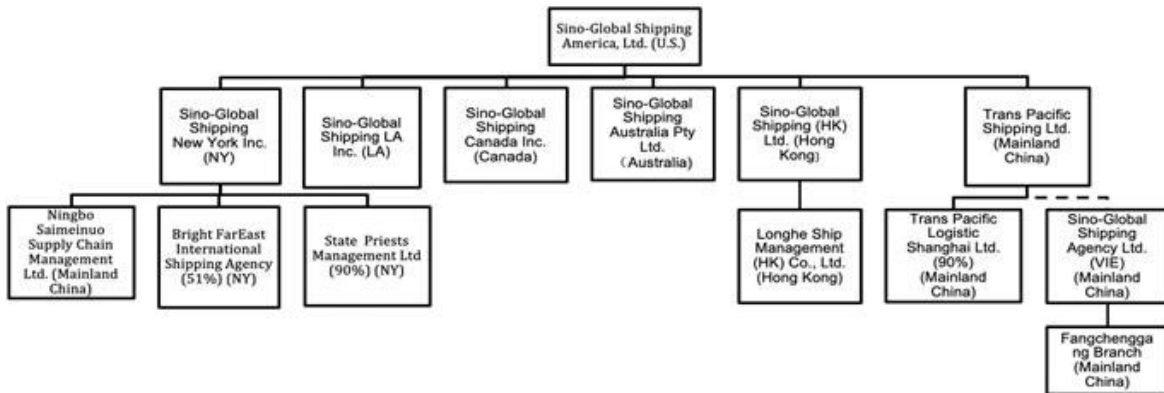 Sino-Global Shipping
America, Ltd. (U.S.)
Sino-Global
Shipping
New York Inc.
(NY)
Sino-Global
Shipping LA
Inc. (LA)
Sino-Global
Shipping
Canada Inc.
(Canada)
Sino-Global
Shipping
Australia Pty
Ltd.
（Australia)
Sino-Global
Shipping (HK)
Ltd. (Hong
Kong）
Trans Pacific
Shipping Ltd.
(Mainland
China)
Ningbo
Saimeinuo
Supply Chain
Management
Ltd. (Mainland
China)
Bright FarEast
International
Shipping Agency
(51%) (NY)
State Priests
Management Ltd
(90%) (NY)
Longhe Ship
Management
(HK) Co., Ltd.
(Hong Kong)
Trans Pacific
Logistic
Shanghai Ltd.
(90%)
(Mainland
China)
Sino-Global
Shipping
Agency Ltd.
(VIE)
(Mainland
China)
Fangchengga
ng Branch
(Mainland
China)